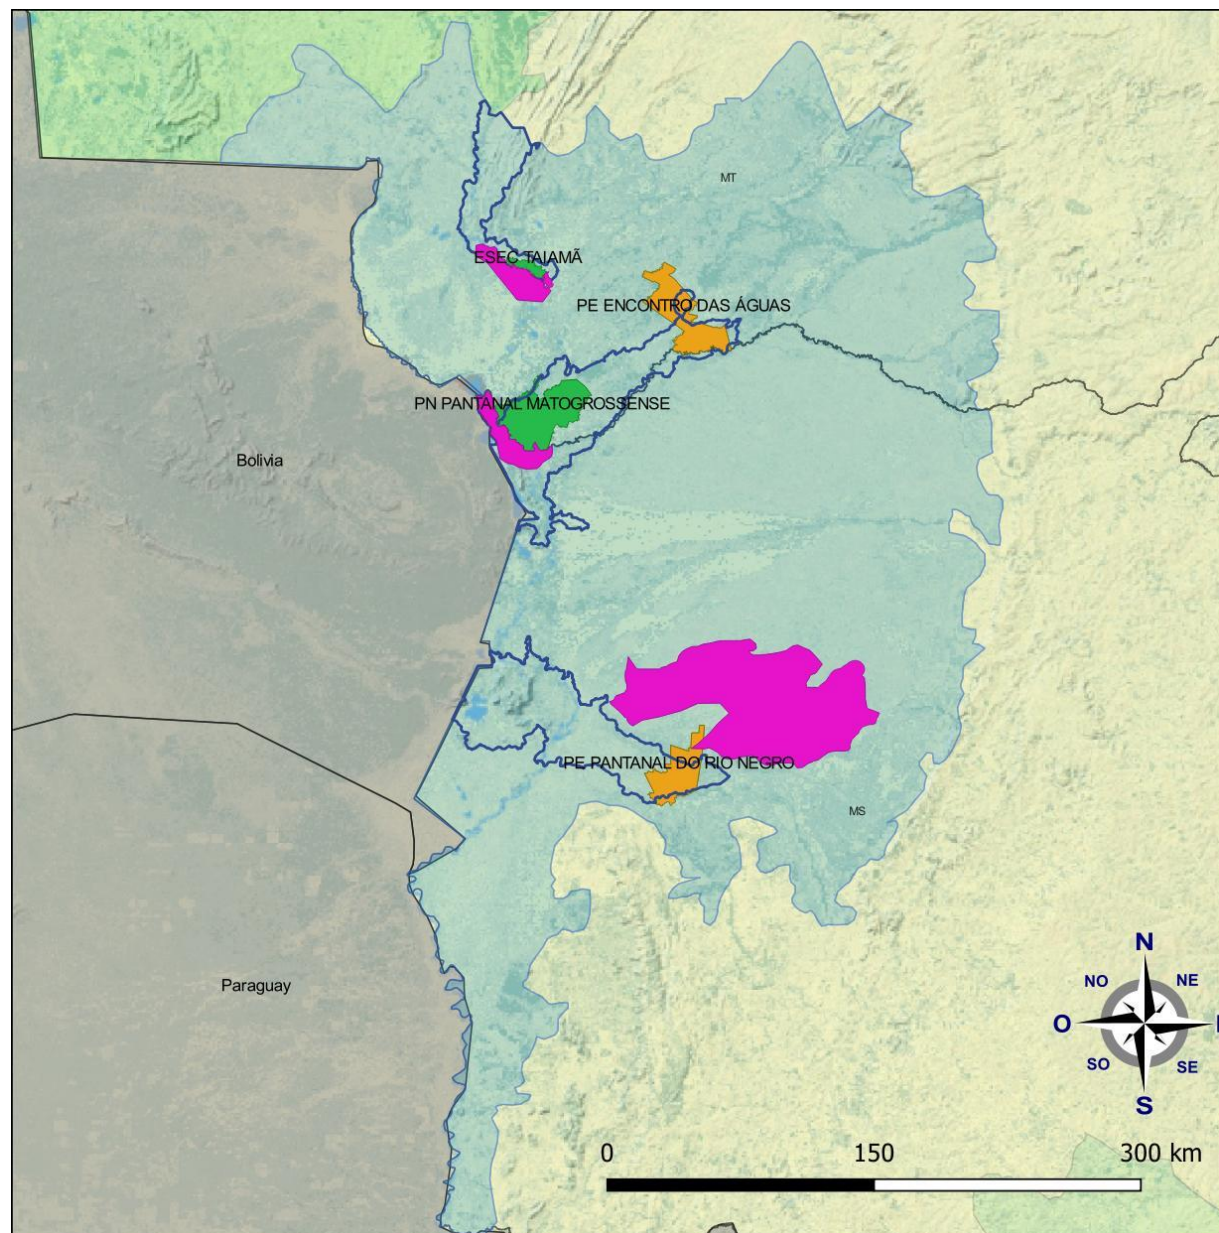 MT
ESEC TAIAMÃ
PE ENCONTRO DAS ÁGUAS
PN PANTANAL MATOGROSSENSE
Bolivia
PE PANTANAL DO RIO NEGRO
MS
Paraguay
N
NO
NE
O
SO
SE
S
0
150
300 km